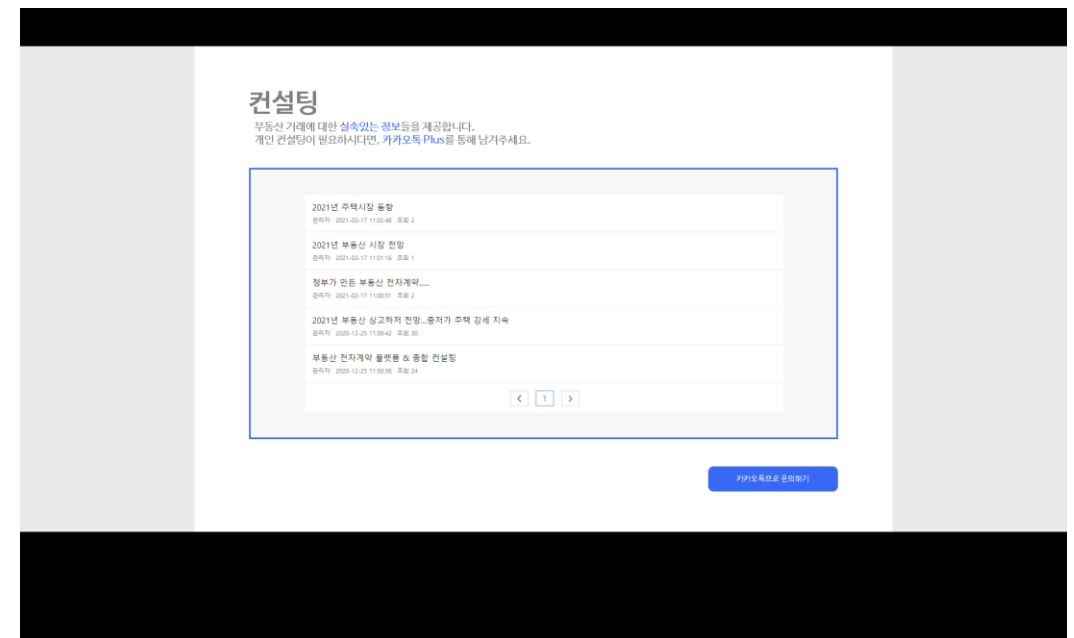 컨설팅
부동산 거래에 대한 실속있는 정보들을 제공합니다.
개인 컨설팅이 필요하시다면, 카카오톡 Plus를 통해 남겨주세요.
2021년 주택시장 동향
관리자 2021-02-17 11:02:48 조회 2
2021년 부동산 시장 전망
관리자 2021-02-17 11:01:16 조회 1
정부가 만든 부동산 전자계약.....
관리자 2021-02-17 11:00:01 조회 2
2021년 부동산 상고하저 전망...중저가 주택 강세 지속
관리자 2020-12-25 11:58:42 조회 30
부동산 전자계약 플랫폼 & 종합 컨설팅
관리자 2020-12-25 11:50:36 조회 24
1
카카오톡으로 문의하기